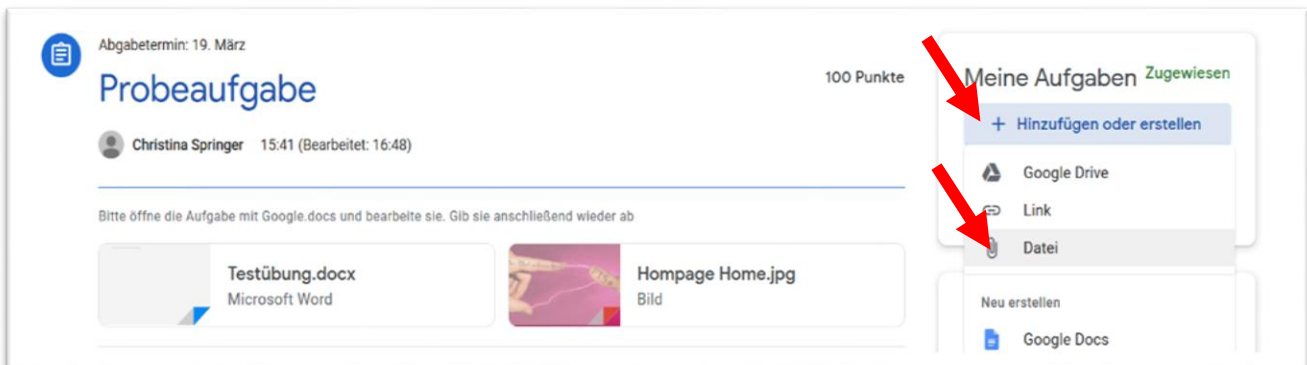 Abgabetermin: 19. März
Probeaufgabe
100 Punkte
Christina Springer 15:41 (Bearbeitet: 16:48)
Bitte öffne die Aufgabe mit Google.docs und bearbeite sie. Gib sie anschließend wieder ab
Testübung.docx
Microsoft Word
Hompage Home.jpg
Bild
Meine Aufgaben Zugewiesen
+ Hinzufügen oder erstellen
Google Drive
Link
Datei
Neu erstellen
Google Docs